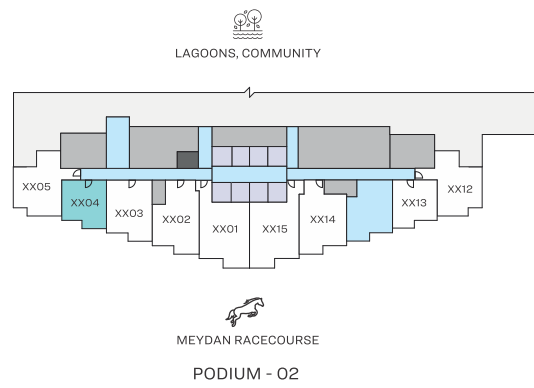 LAGOONS, COMMUNITY
XX05
XX04
XX03
XX02
XX01
XX15
XX14
XX13
XX12
MEYDAN RACECOURSE
PODIUM - 02